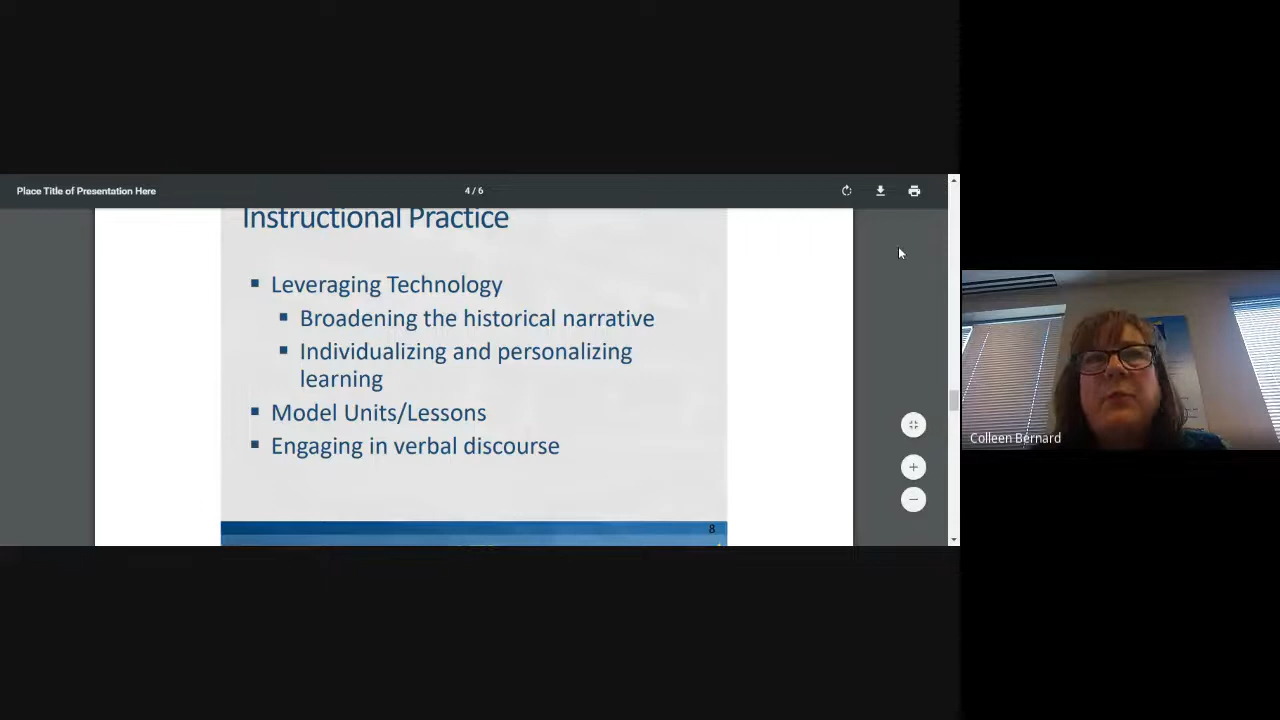 Place Title of Presentation Here
4 / 6
Instructional Practice
Leveraging Technology
Broadening the historical narrative
Individualizing and personalizing
learning
Model Units/Lessons
Engaging in verbal discourse
8
Colleen Bernard